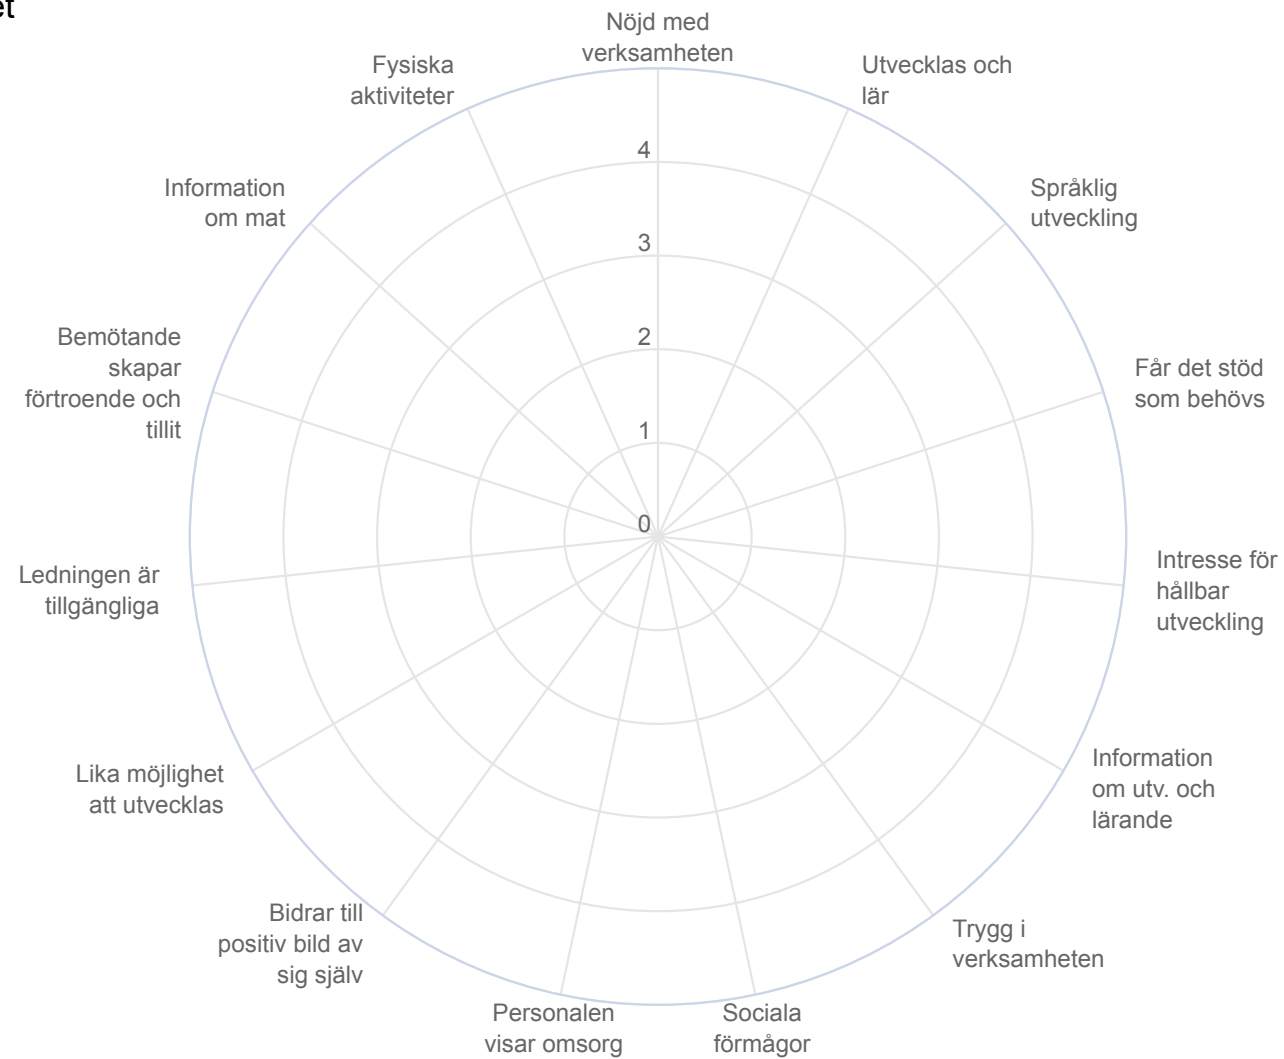 et
Nöjd med
verksamheten
Utvecklas och
lär
Språklig
utveckling
Får det stöd
som behövs
Intresse för
hållbar
utveckling
Information
om utv. och
lärande
Trygg i
verksamheten
Sociala
förmågor
Personalen
visar omsorg
Bidrar till
positiv bild av
sig själv
Lika möjlighet
att utvecklas
Ledningen är
tillgängliga
Bemötande
skapar
förtroende och
tillit
Information
om mat
Fysiska
aktiviteter
4
3
2
1
0